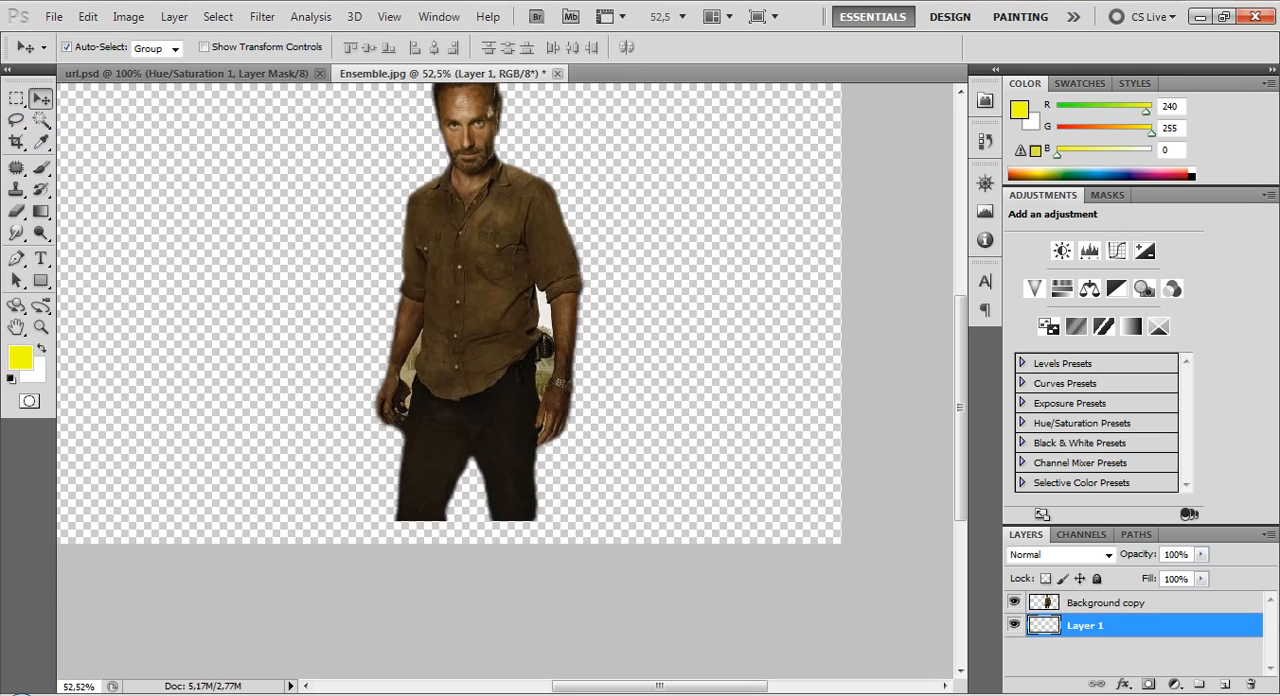 Ps File Edit Image Layer Select Filter Analysis 3D View Window Help Br Mb 52,5 ESSENTIALS DESIGN PAINTING CS Live
Auto-Select: Group Show Transform Controls
url.psd @ 100% (Hue/Saturation 1, Layer Mask/8) Ensemble.jpg @ 52,5% (Layer 1, RGB/8*) *
COLOR SWATCHES STYLES
R 240
G 255
B 0
ADJUSTMENTS MASKS
Add an adjustment
Levels Presets
Curves Presets
Exposure Presets
Hue/Saturation Presets
Black & White Presets
Channel Mixer Presets
Selective Color Presets
LAYERS CHANNELS PATHS
Normal Opacity: 100%
Lock: Fill: 100%
Background copy
Layer 1
52,52% Doc: 5,17M/2,77M